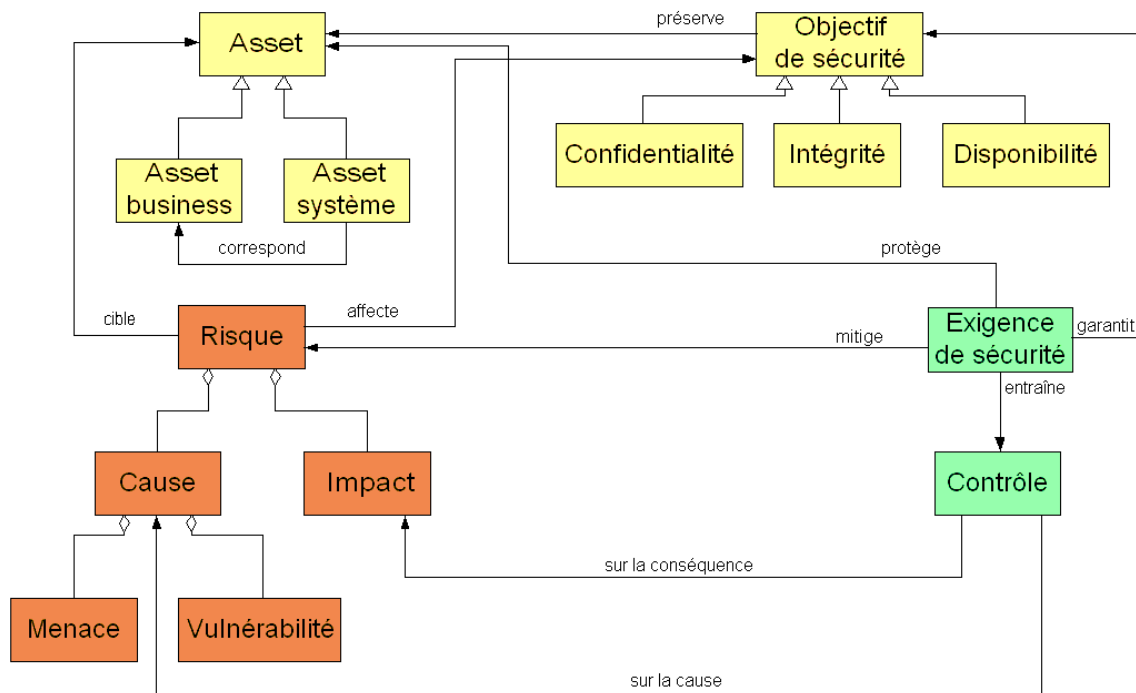 préserve
Asset
Objectif
de sécurité
Confidentialité
Intégrité
Disponibilité
Asset
business
Asset
système
correspond
protège
cible
Risque
affecte
mitige
Exigence
de sécurité
garantit
entraîne
Cause
Impact
Contrôle
sur la conséquence
Menace
Vulnérabilité
sur la cause